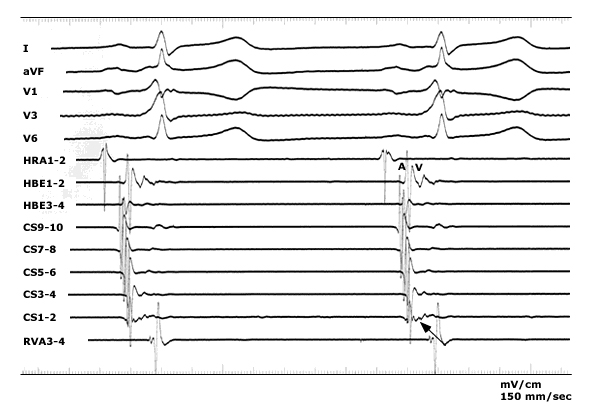 I
aVF
V1
V3
V6
HRA1-2
A V
HBE1-2
HBE3-4
CS9-10
CS7-8
CS5-6
CS3-4
CS1-2
RVA3-4
mV/cm
150 mm/sec